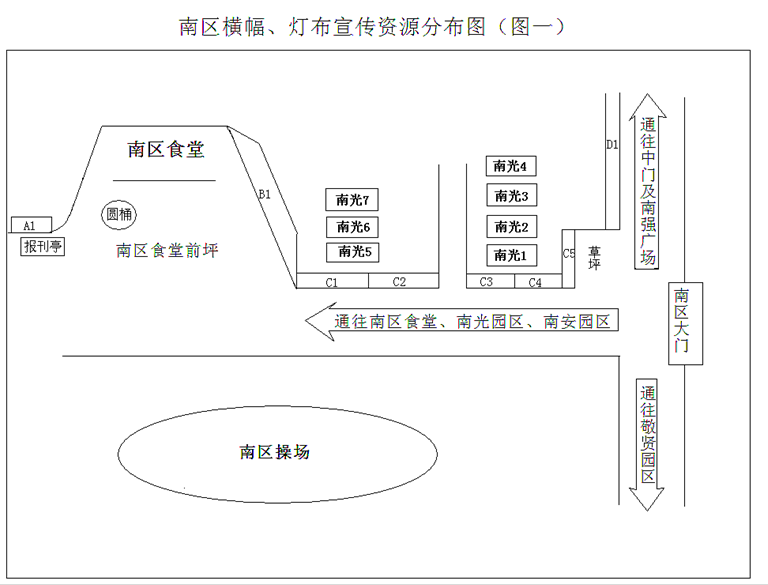 南区横幅、灯布宣传资源分布图（图一）
南区食堂
圆桶
A1
报刊亭
南区食堂前坪
B1
南光7
南光6
南光5
C1
C2
南光4
南光3
南光2
南光1
C3
C4
C5
草坪
D1
通往中门及南强广场
南区大门
通往南区食堂、南光园区、南安园区
通往敬贤园区
南区操场